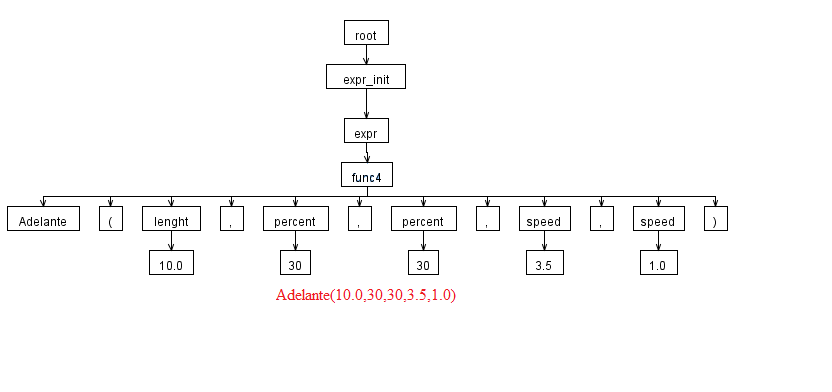 root
expr_init
expr
func4
Adelante ( lenght , percent , percent , speed , speed )
10.0 30 30 3.5 1.0
Adelante(10.0,30,30,3.5,1.0)